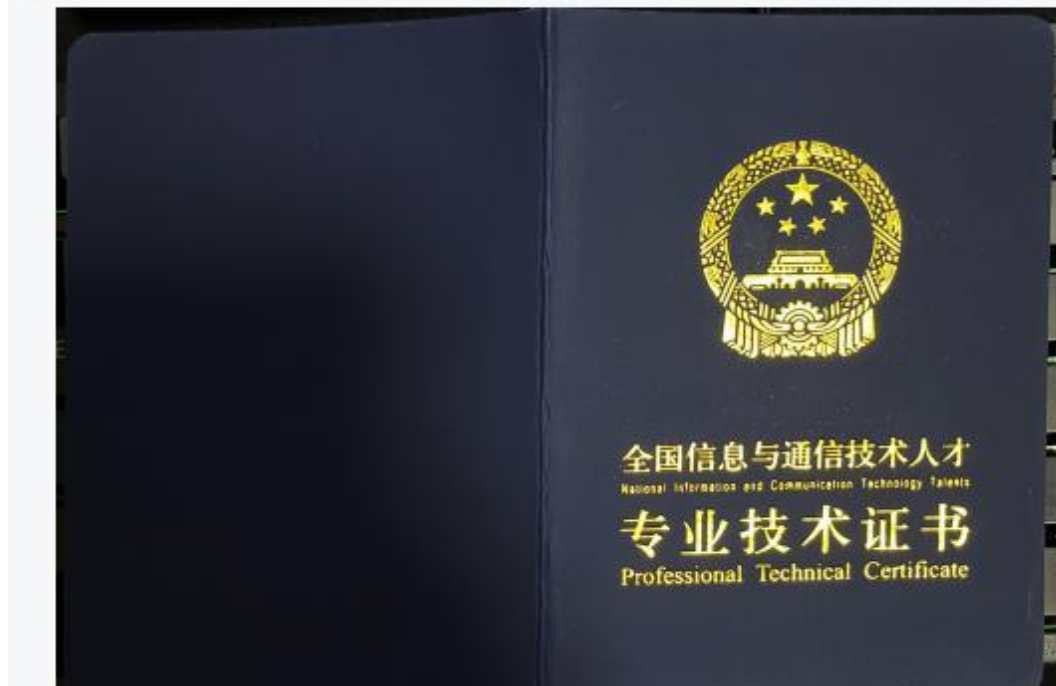 全国信息与通信技术人才
National Information and Communication Technology Talents
专业技术证书
Professional Technical Certificate